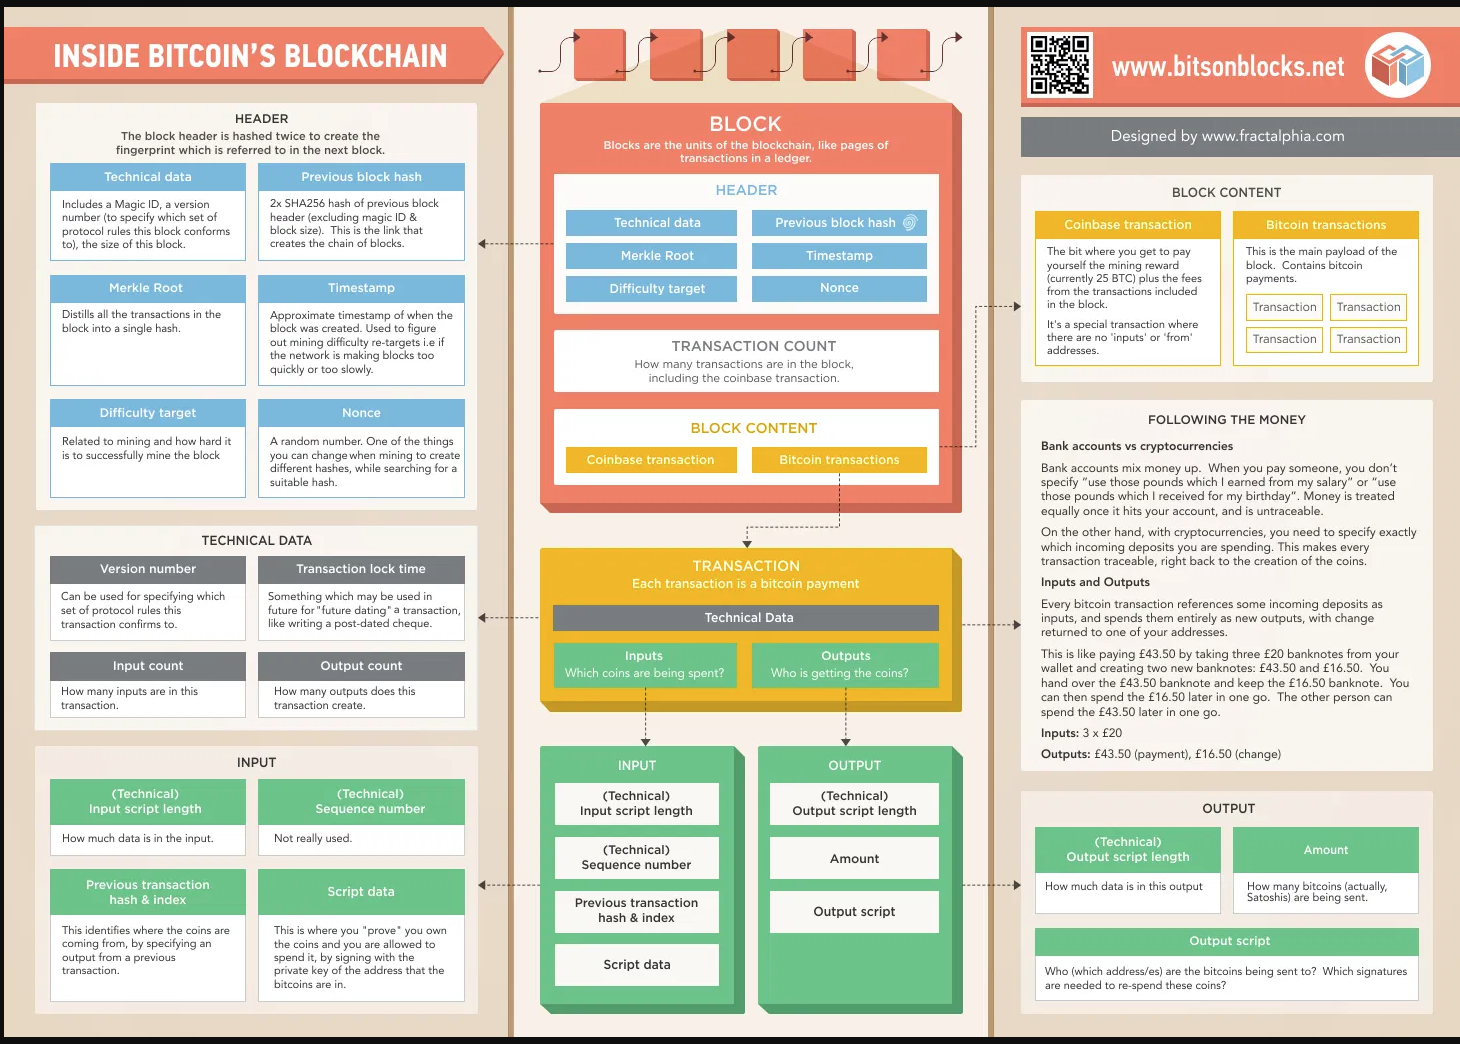 INSIDE BITCOIN'S BLOCKCHAIN
HEADER
The block header is hashed twice to create the
fingerprint which is referred to in the next block.
Technical data
Includes a Magic ID, a version
number (to specify which set of
protocol rules this block conforms
to), the size of this block.
Previous block hash
2x SHA256 hash of previous block
header (excluding magic ID &
block size).  This is the link that
creates the chain of blocks.
Merkle Root
Distills all the transactions in the
block into a single hash.
Timestamp
Approximate timestamp of when the
block was created. Used to figure
out mining difficulty re-targets i.e if
the network is making blocks too
quickly or too slowly.
Difficulty target
Related to mining and how hard it
is to successfully mine the block
Nonce
A random number. One of the things
you can change when mining to create
different hashes, while searching for a
suitable hash.
TECHNICAL DATA
Version number
Can be used for specifying which
set of protocol rules this
transaction confirms to.
Transaction lock time
Something which may be used in
future for "future dating" a transaction,
like writing a post-dated cheque.
Input count
How many inputs are in this
transaction.
Output count
How many outputs does this
transaction create.
INPUT
(Technical)
Input script length
How much data is in the input.
(Technical)
Sequence number
Not really used.
Previous transaction
hash & index
This identifies where the coins are
coming from, by specifying an
output from a previous
transaction.
Script data
This is where you "prove" you own
the coins and you are allowed to
spend it, by signing with the
private key of the address that the
bitcoins are in.
BLOCK
Blocks are the units of the blockchain, like pages of
transactions in a ledger.
HEADER
Technical data
Previous block hash
Merkle Root
Timestamp
Difficulty target
Nonce
TRANSACTION COUNT
How many transactions are in the block,
including the coinbase transaction.
BLOCK CONTENT
Coinbase transaction
Bitcoin transactions
TRANSACTION
Each transaction is a bitcoin payment
Technical Data
Inputs
Which coins are being spent?
Outputs
Who is getting the coins?
INPUT
(Technical)
Input script length
(Technical)
Sequence number
Previous transaction
hash & index
Script data
OUTPUT
(Technical)
Output script length
Amount
Output script
www.bitsonblocks.net
Designed by www.fractalphia.com
BLOCK CONTENT
Coinbase transaction
The bit where you get to pay
yourself the mining reward
(currently 25 BTC) plus the fees
from the transactions included
in the block.
It's a special transaction where
there are no 'inputs' or 'from'
addresses.
Bitcoin transactions
This is the main payload of the
block.  Contains bitcoin
payments.
Transaction
Transaction
Transaction
Transaction
FOLLOWING THE MONEY
Bank accounts vs cryptocurrencies
Bank accounts mix money up.  When you pay someone, you don't
specify "use those pounds which I earned from my salary" or "use
those pounds which I received for my birthday". Money is treated
equally once it hits your account, and is untraceable.
On the other hand, with cryptocurrencies, you need to specify exactly
which incoming deposits you are spending. This makes every
transaction traceable, right back to the creation of the coins.
Inputs and Outputs
Every bitcoin transaction references some incoming deposits as
inputs, and spends them entirely as new outputs, with change
returned to one of your addresses.
This is like paying £43.50 by taking three £20 banknotes from your
wallet and creating two new banknotes: £43.50 and £16.50.  You
hand over the £43.50 banknote and keep the £16.50 banknote.  You
can then spend the £16.50 later in one go.  The other person can
spend the £43.50 later in one go.
Inputs: 3 x £20
Outputs: £43.50 (payment), £16.50 (change)
OUTPUT
(Technical)
Output script length
How much data is in this output
Amount
How many bitcoins (actually,
Satoshis) are being sent.
Output script
Who (which address/es) are the bitcoins being sent to?  Which signatures
are needed to re-spend these coins?